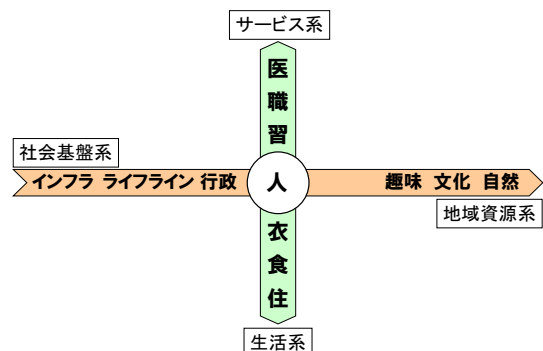 サービス系
医
職
習
社会基盤系
インフラ ライフライン 行政
人
趣味 文化 自然
地域資源系
衣
食
住
生活系